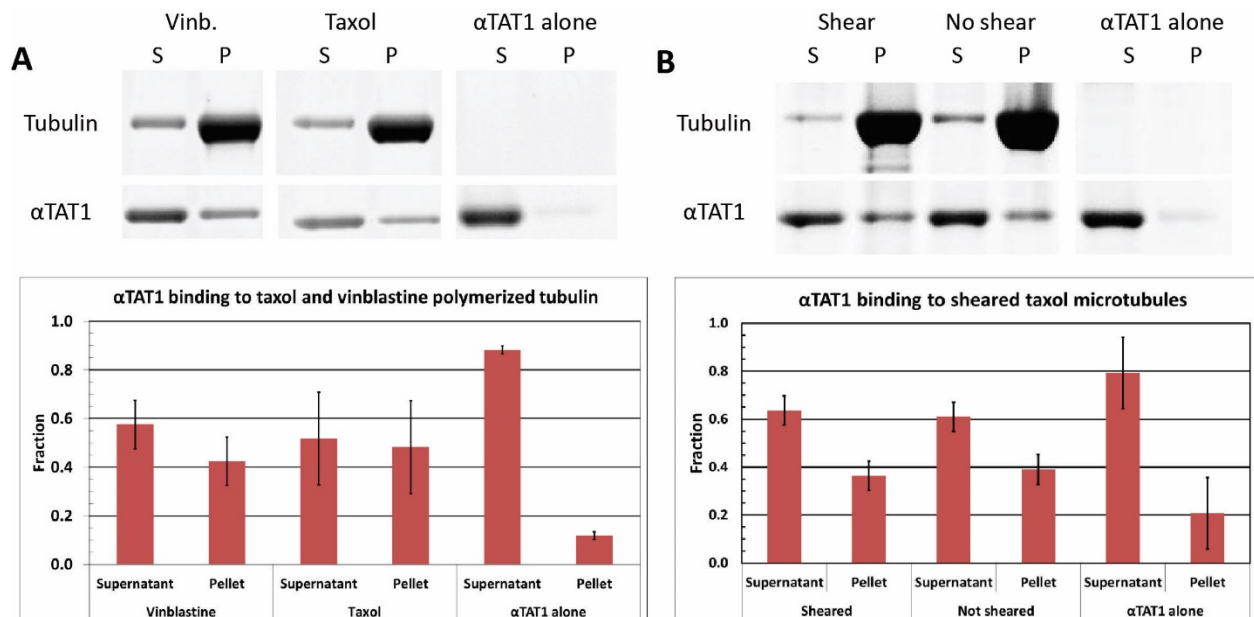 Vinb. Taxol αTAT1 alone
A S P S P S P
Tubulin
αTAT1
αTAT1 binding to taxol and vinblastine polymerized tubulin
1.0
0.8
0.6
0.4
0.2
0.0
Fraction
Supernatant Pellet Supernatant Pellet Supernatant Pellet
Vinblastine Taxol αTAT1 alone
Shear No shear αTAT1 alone
B S P S P S P
Tubulin
αTAT1
αTAT1 binding to sheared taxol microtubules
1.0
0.8
0.6
0.4
0.2
0.0
Fraction
Supernatant Pellet Supernatant Pellet Supernatant Pellet
Sheared Not sheared αTAT1 alone